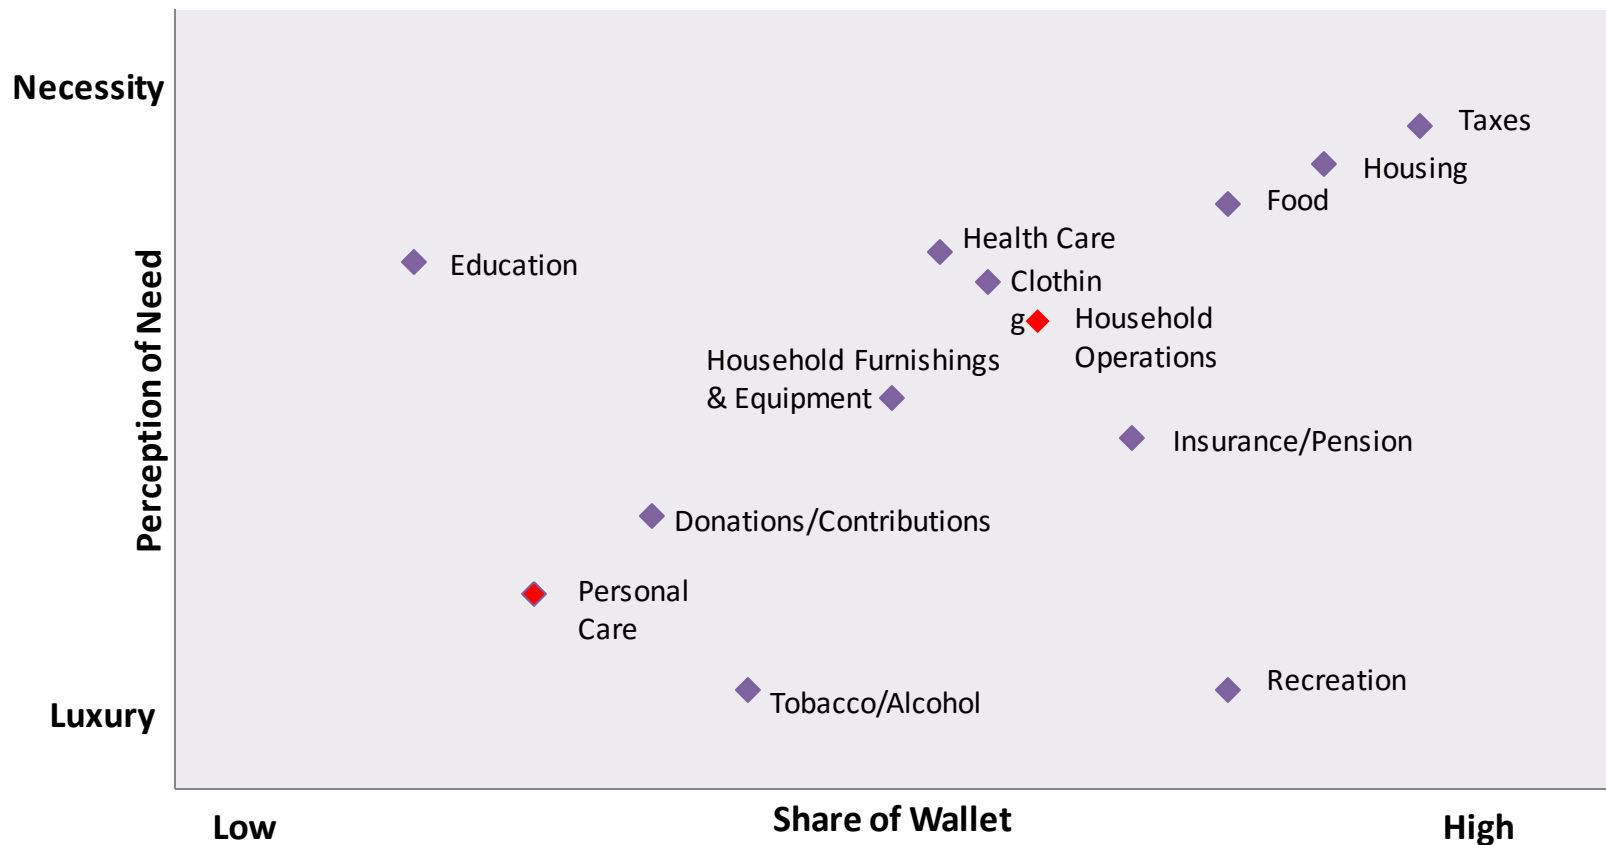 Necessity
Taxes
Housing
Food
Health Care
Education
Clothin
g
Household
Operations
Household Furnishings
& Equipment
Perception of Need
Insurance/Pension
Donations/Contributions
Personal
Care
Recreation
Tobacco/Alcohol
Luxury
Low
Share of Wallet
High